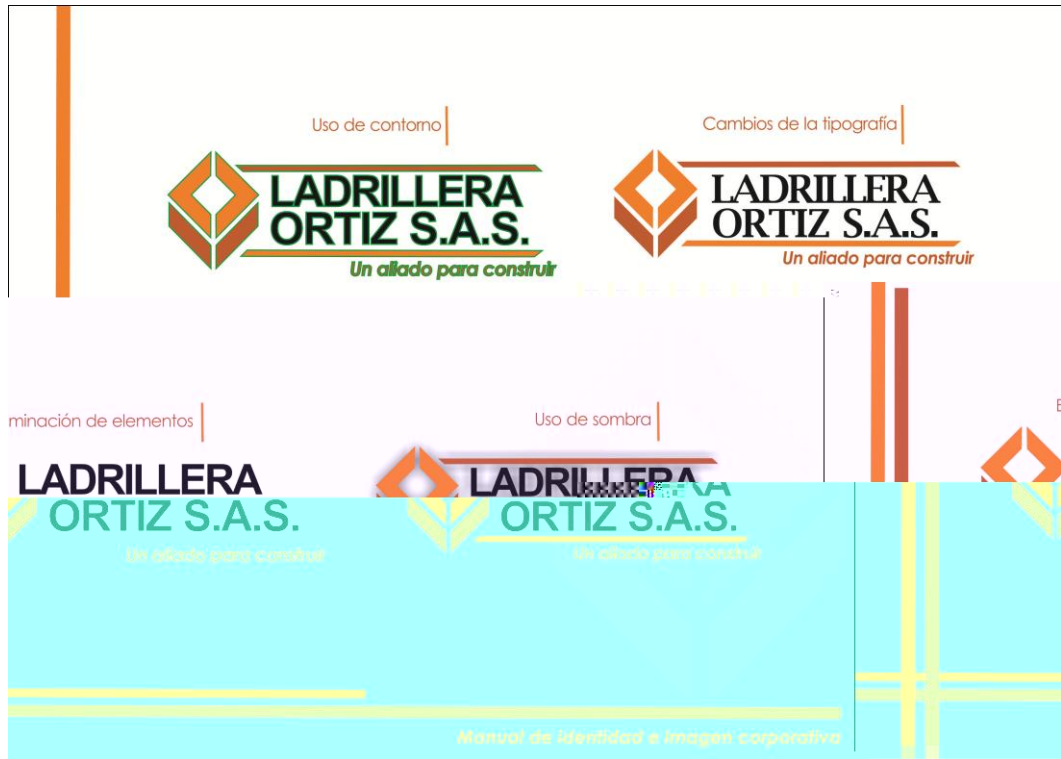 Uso de contorno
Cambios de la tipografía
LADRILLERA
ORTIZ S.A.S.
Un aliado para construir
LADRILLERA
ORTIZ S.A.S.
Un aliado para construir
minación de elementos
Uso de sombra
E
LADRILLERA
ORTIZ S.A.S.
Un aliado para construir
LADRILLERA
ORTIZ S.A.S.
Un aliado para construir
Manual de identidad e imagen corporativa